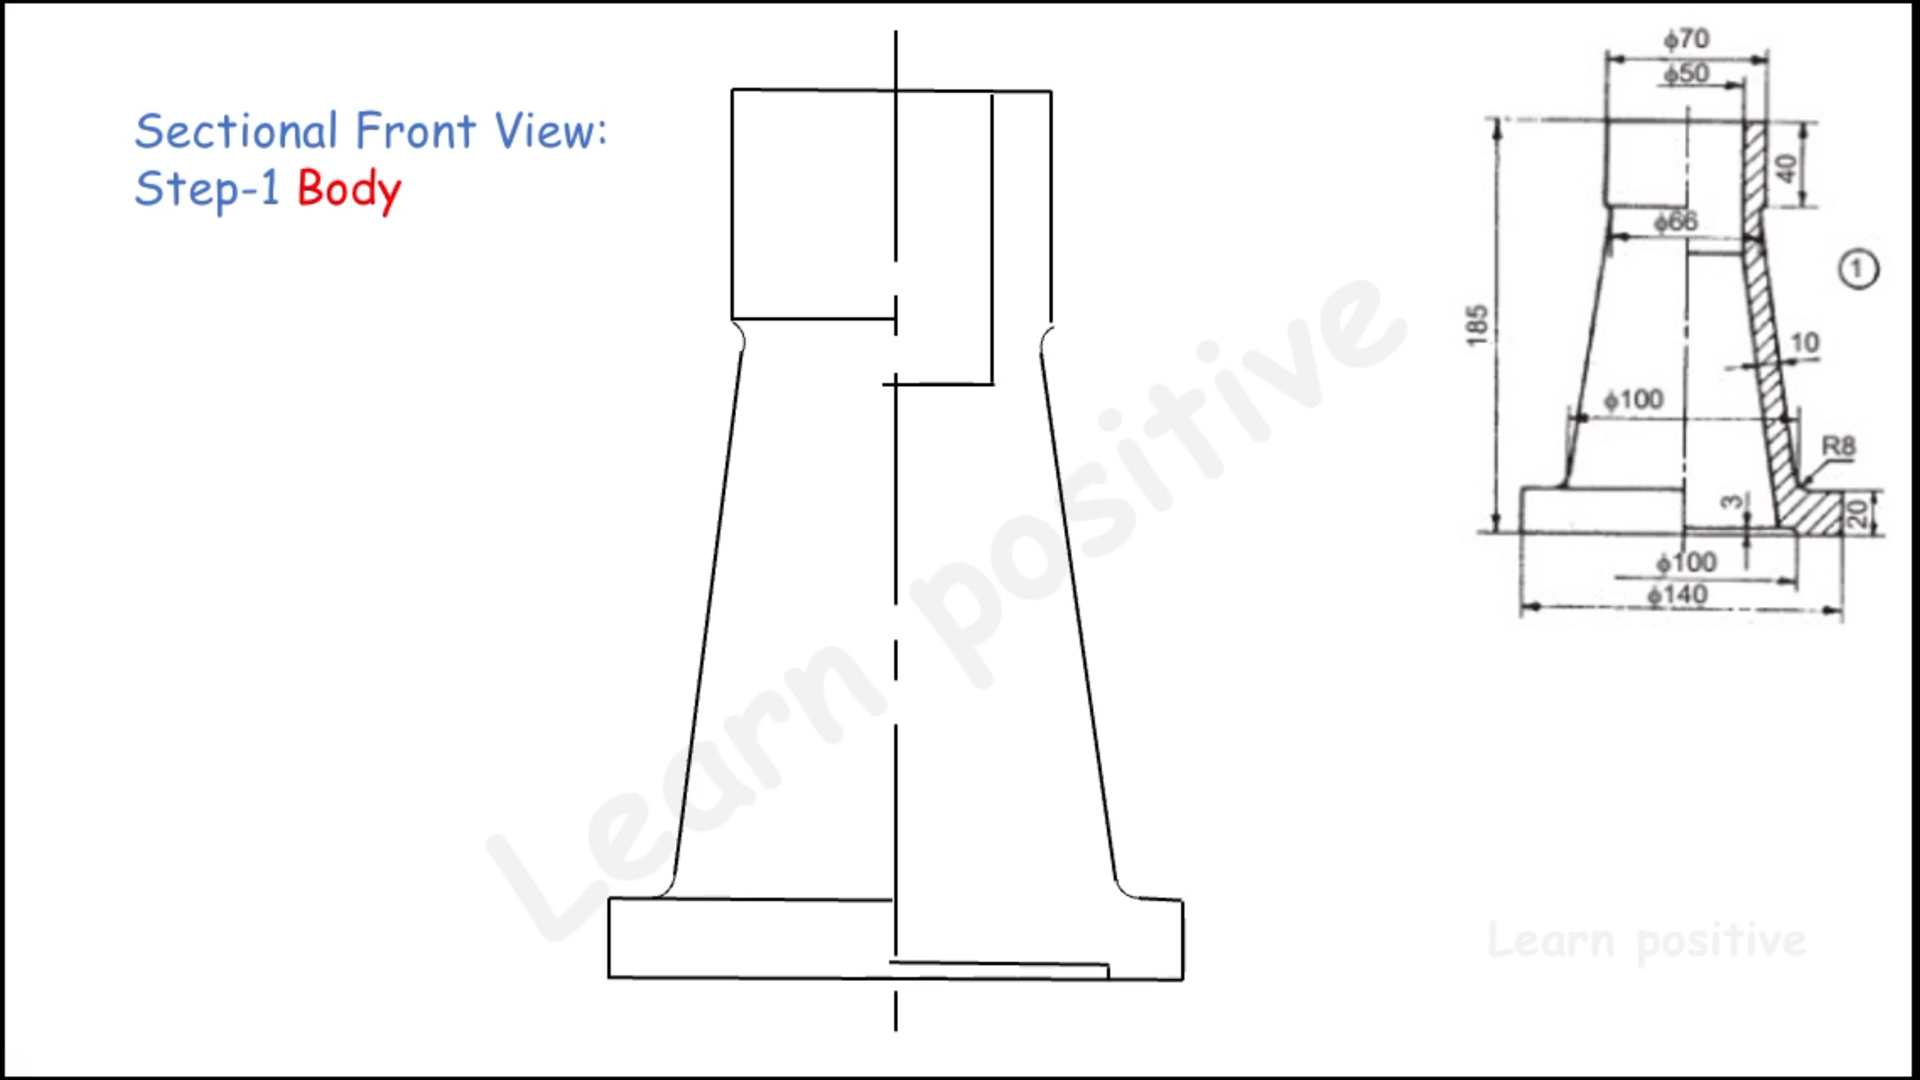 Sectional Front View:
Step-1 Body
ϕ70
ϕ50
40
ϕ66
1
185
10
ϕ100
R8
3
20
ϕ100
ϕ140
Learn positive
Learn positive